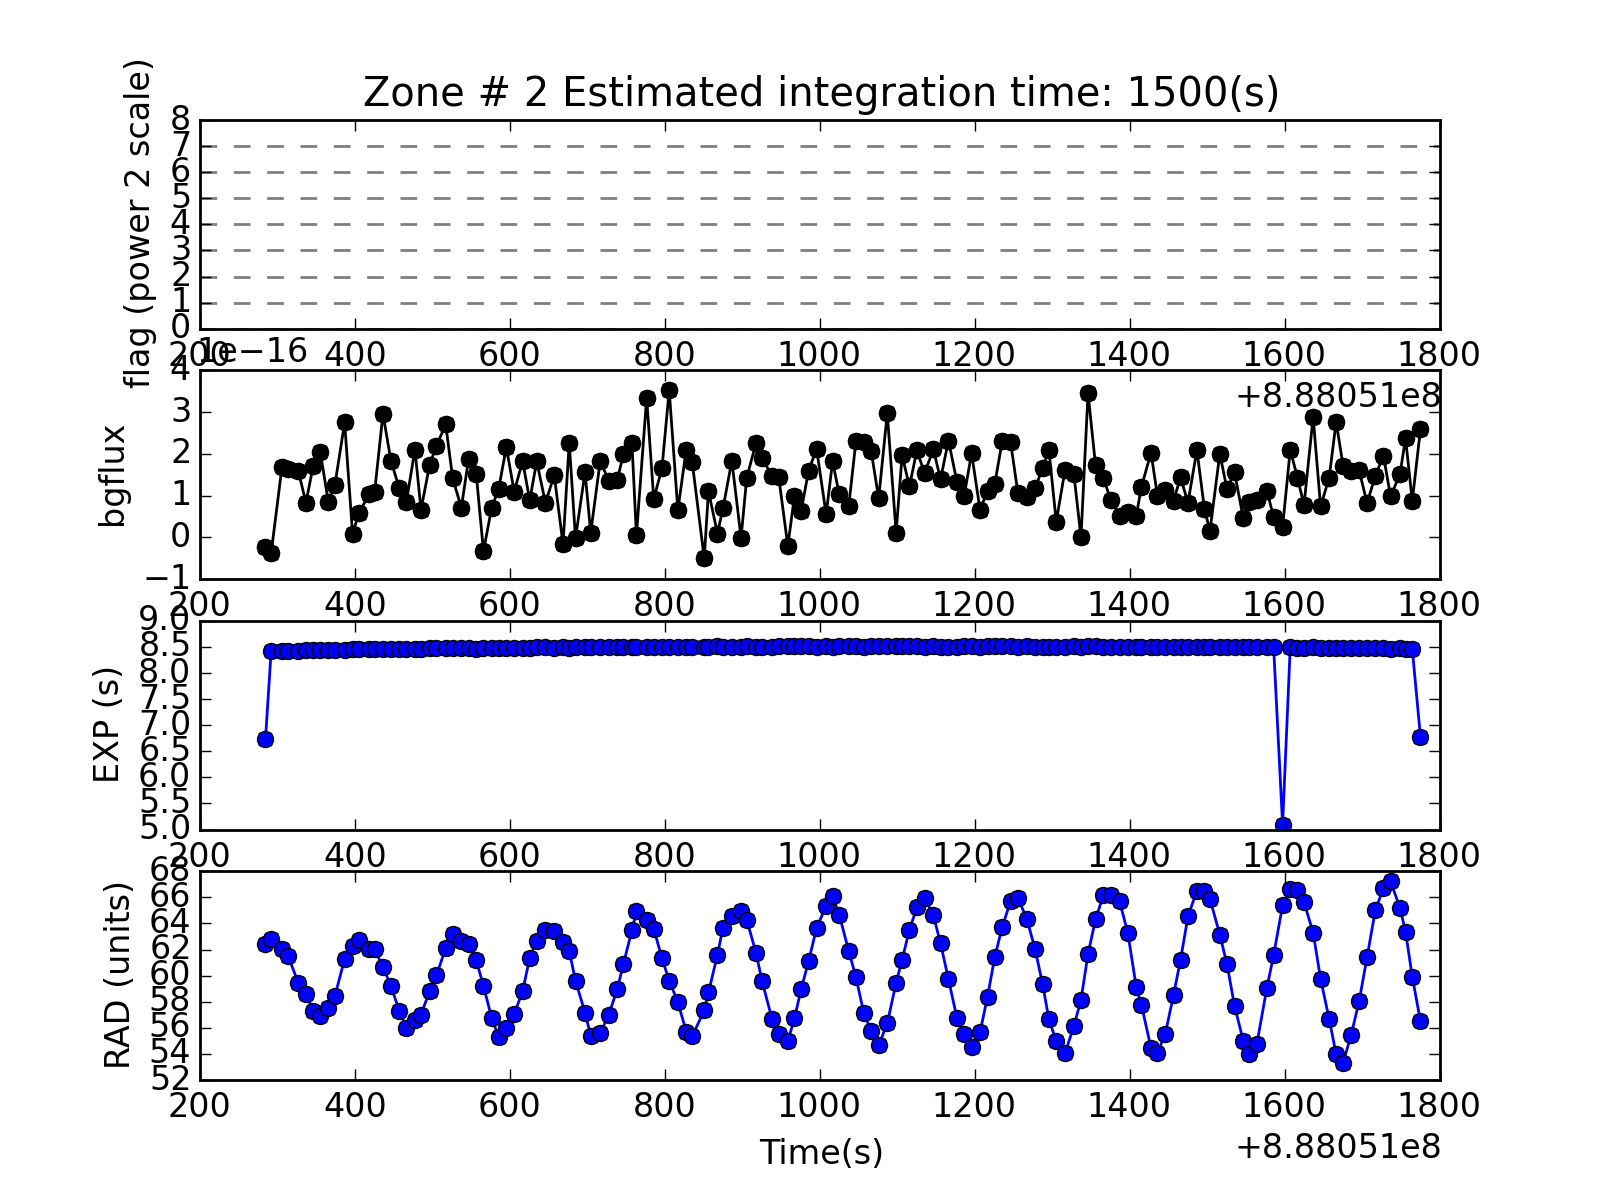 Zone # 2 Estimated integration time: 1500(s)
flag (power 2 scale)
8
7
6
5
4
3
2
1
0
200 400 600 800 1000 1200 1400 1600 1800
1e−16
+8.88051e8
bgflux
4
3
2
1
0
−1
200 400 600 800 1000 1200 1400 1600 1800
EXP (s)
9.0
8.5
8.0
7.5
7.0
6.5
6.0
5.5
5.0
200 400 600 800 1000 1200 1400 1600 1800
RAD (units)
68
66
64
62
60
58
56
54
52
200 400 600 800 1000 1200 1400 1600 1800
Time(s)
+8.88051e8